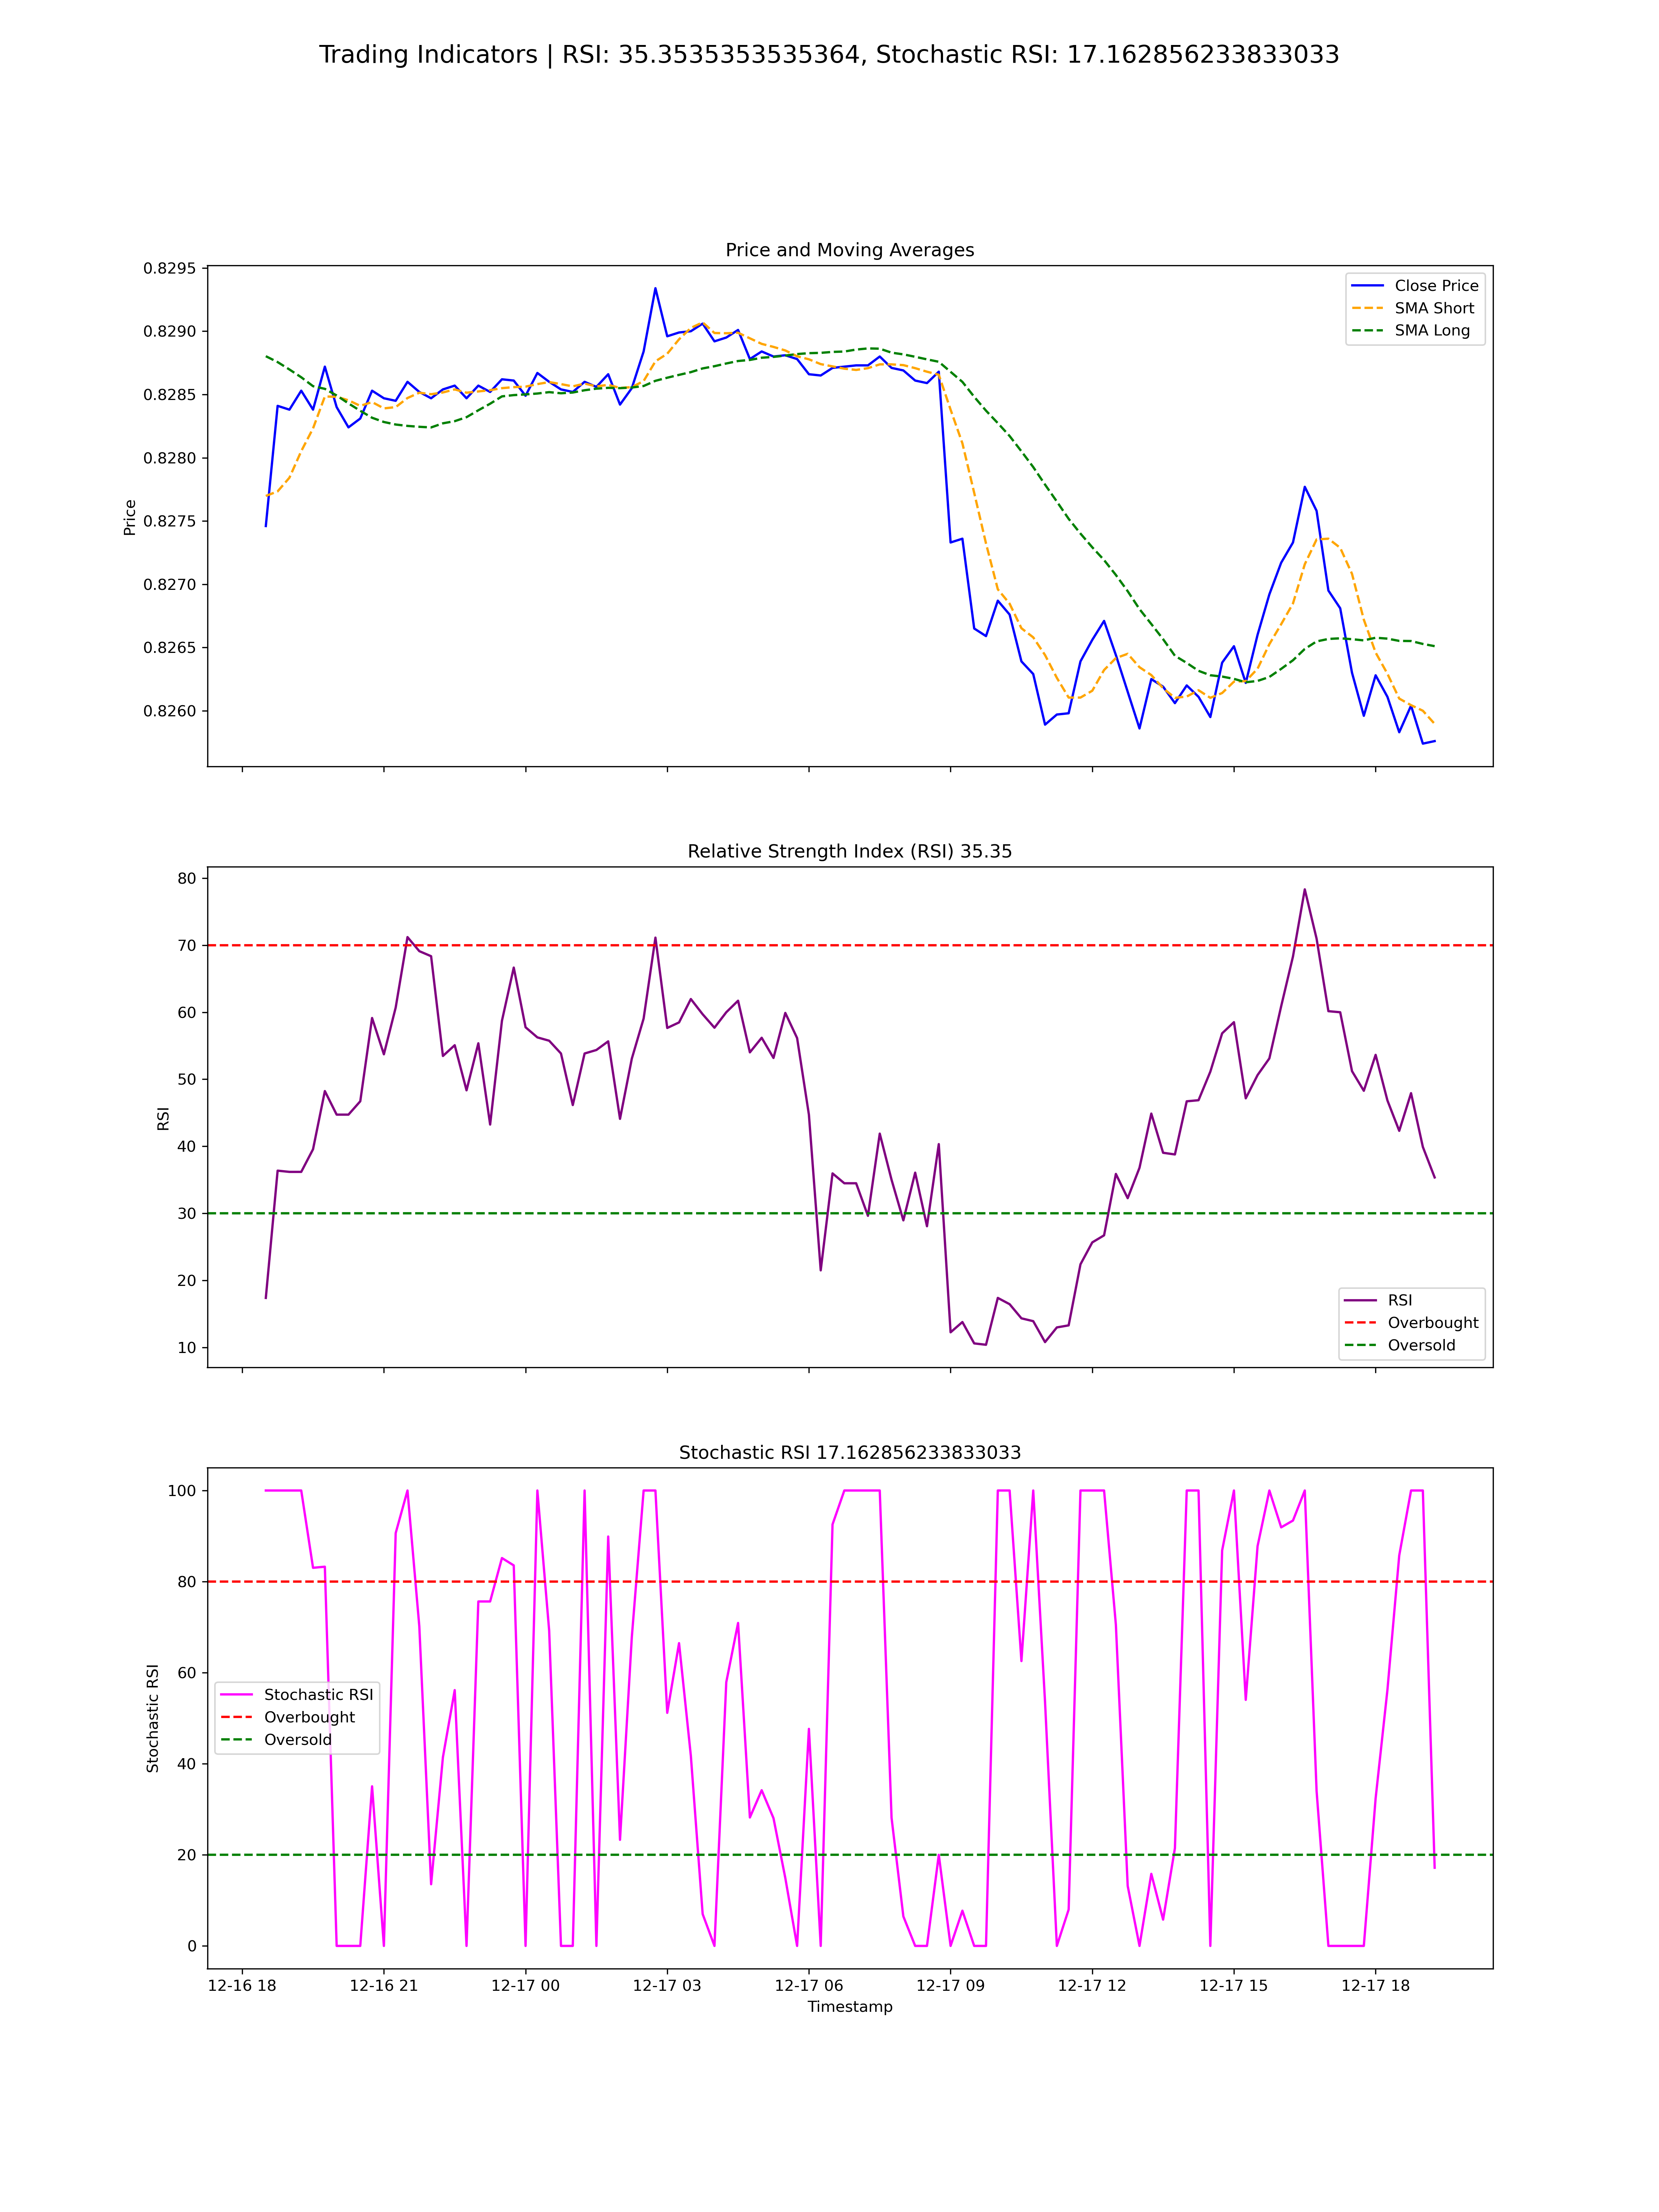 Trading Indicators | RSI: 35.3535353535364, Stochastic RSI: 17.162856233833033
Price and Moving Averages
Price
0.8295
0.8290
0.8285
0.8280
0.8275
0.8270
0.8265
0.8260
Close Price
SMA Short
SMA Long
Relative Strength Index (RSI) 35.35
RSI
80
70
60
50
40
30
20
10
RSI
Overbought
Oversold
Stochastic RSI 17.162856233833033
Stochastic RSI
100
80
60
40
20
0
Stochastic RSI
Overbought
Oversold
12-16 18 12-16 21 12-17 00 12-17 03 12-17 06 12-17 09 12-17 12 12-17 15 12-17 18
Timestamp